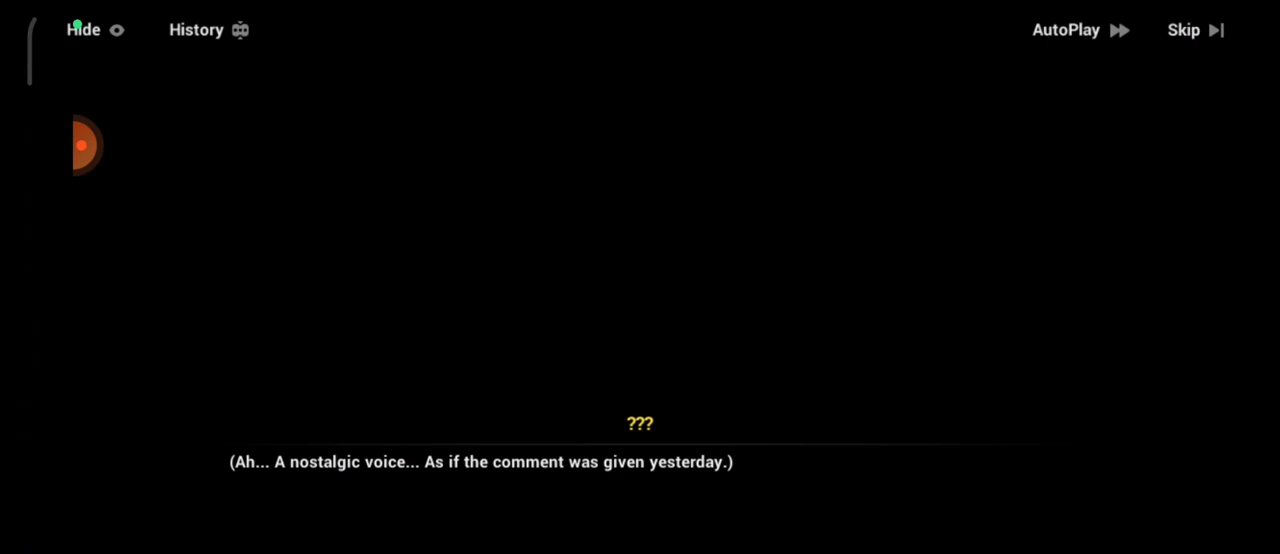 Hide
History
AutoPlay
Skip
???
(Ah... A nostalgic voice... As if the comment was given yesterday.)